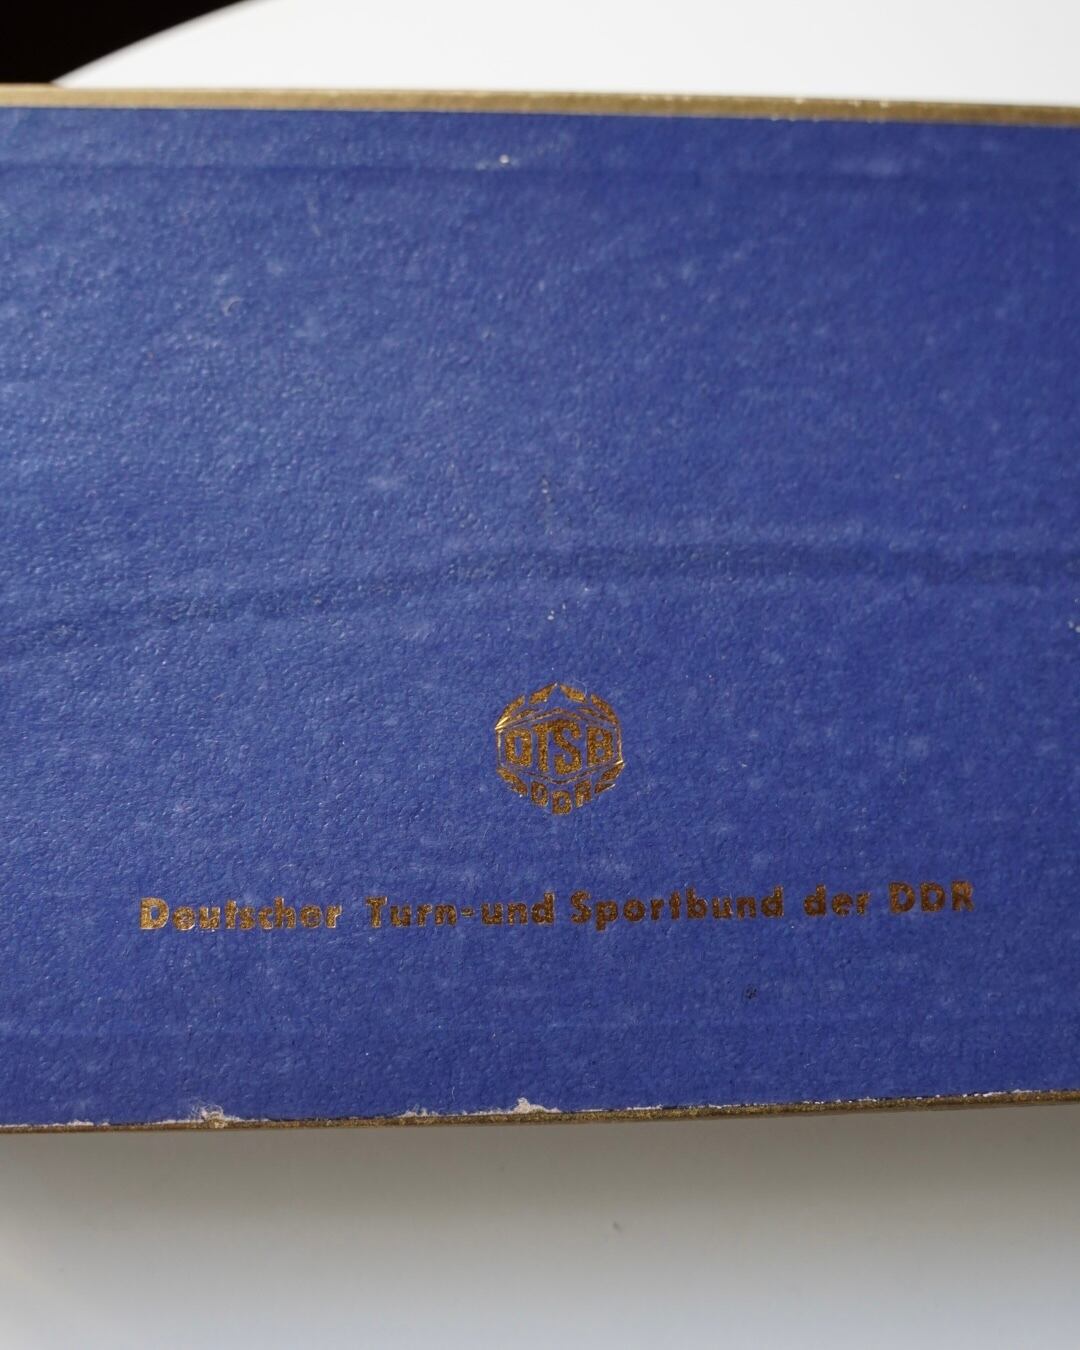 DTSB
DDR
Deutscher Turn-und Sportbund der DDR